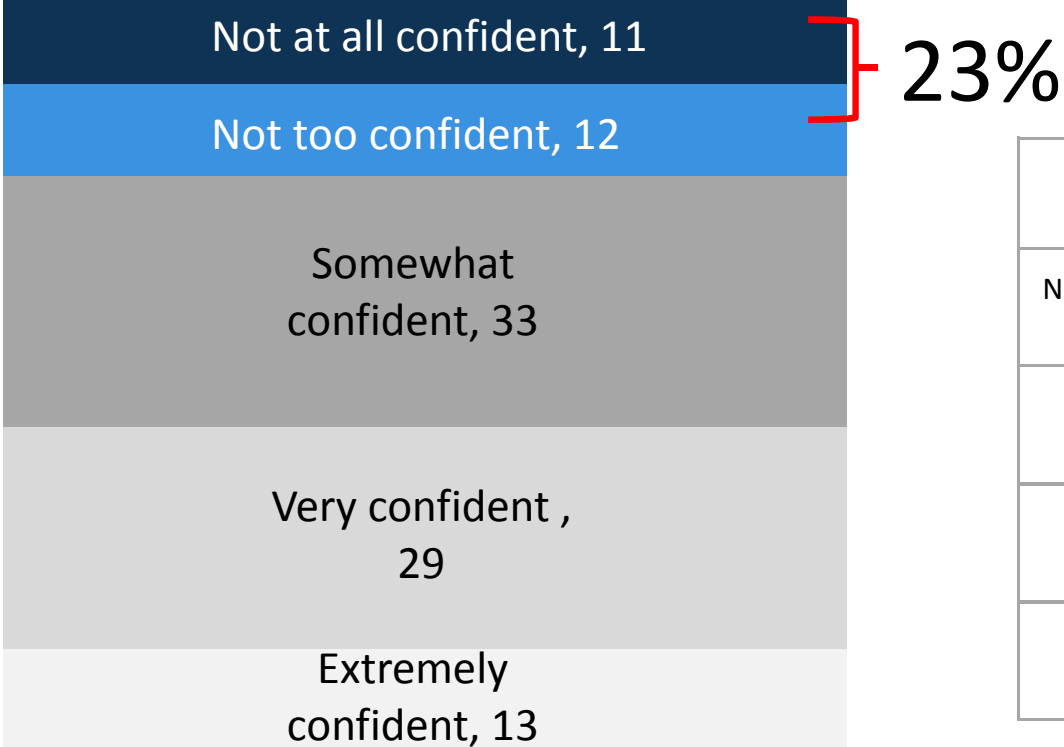 Not at all confident, 11
23%
Not too confident, 12
Somewhat
confident, 33
N
Very confident ,
29
Extremely
confident, 13